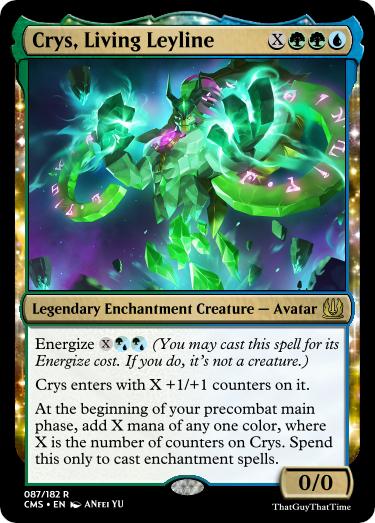 Crys, Living Leyline X
Legendary Enchantment Creature — Avatar
Energize X (You may cast this spell for its
Energize cost. If you do, it's not a creature.)
Crys enters with X +1/+1 counters on it.
At the beginning of your precombat main
phase, add X mana of any one color, where
X is the number of counters on Crys. Spend
this only to cast enchantment spells.
0/0
087/182 R
CMS • EN ANFEI YU
ThatGuyThatTime